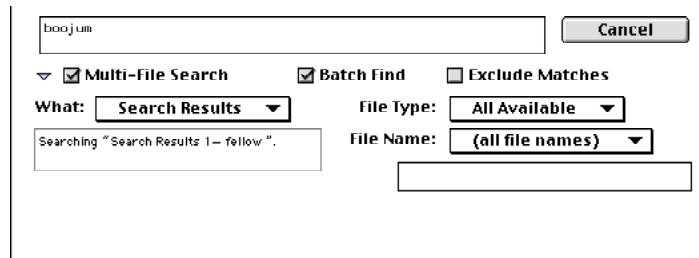 boojum
Cancel
Multi-File Search Batch Find Exclude Matches
What: Search Results File Type: All Available
Searching “Search Results 1– fellow ”. File Name: (all file names)